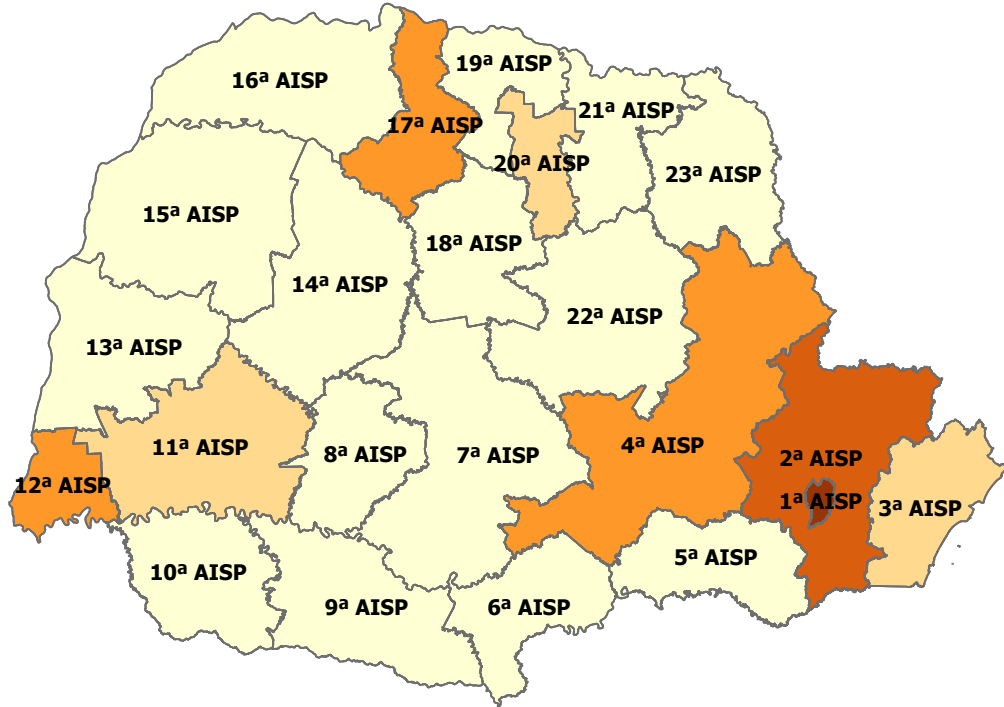 19ª AISP
16ª AISP
21ª AISP
17ª AISP
20ª AISP
23ª AISP
15ª AISP
18ª AISP
14ª AISP
22ª AISP
13ª AISP
11ª AISP
4ª AISP
8ª AISP
7ª AISP
2ª AISP
12ª AISP
1ª AISP
3ª AISP
5ª AISP
10ª AISP
9ª AISP
6ª AISP